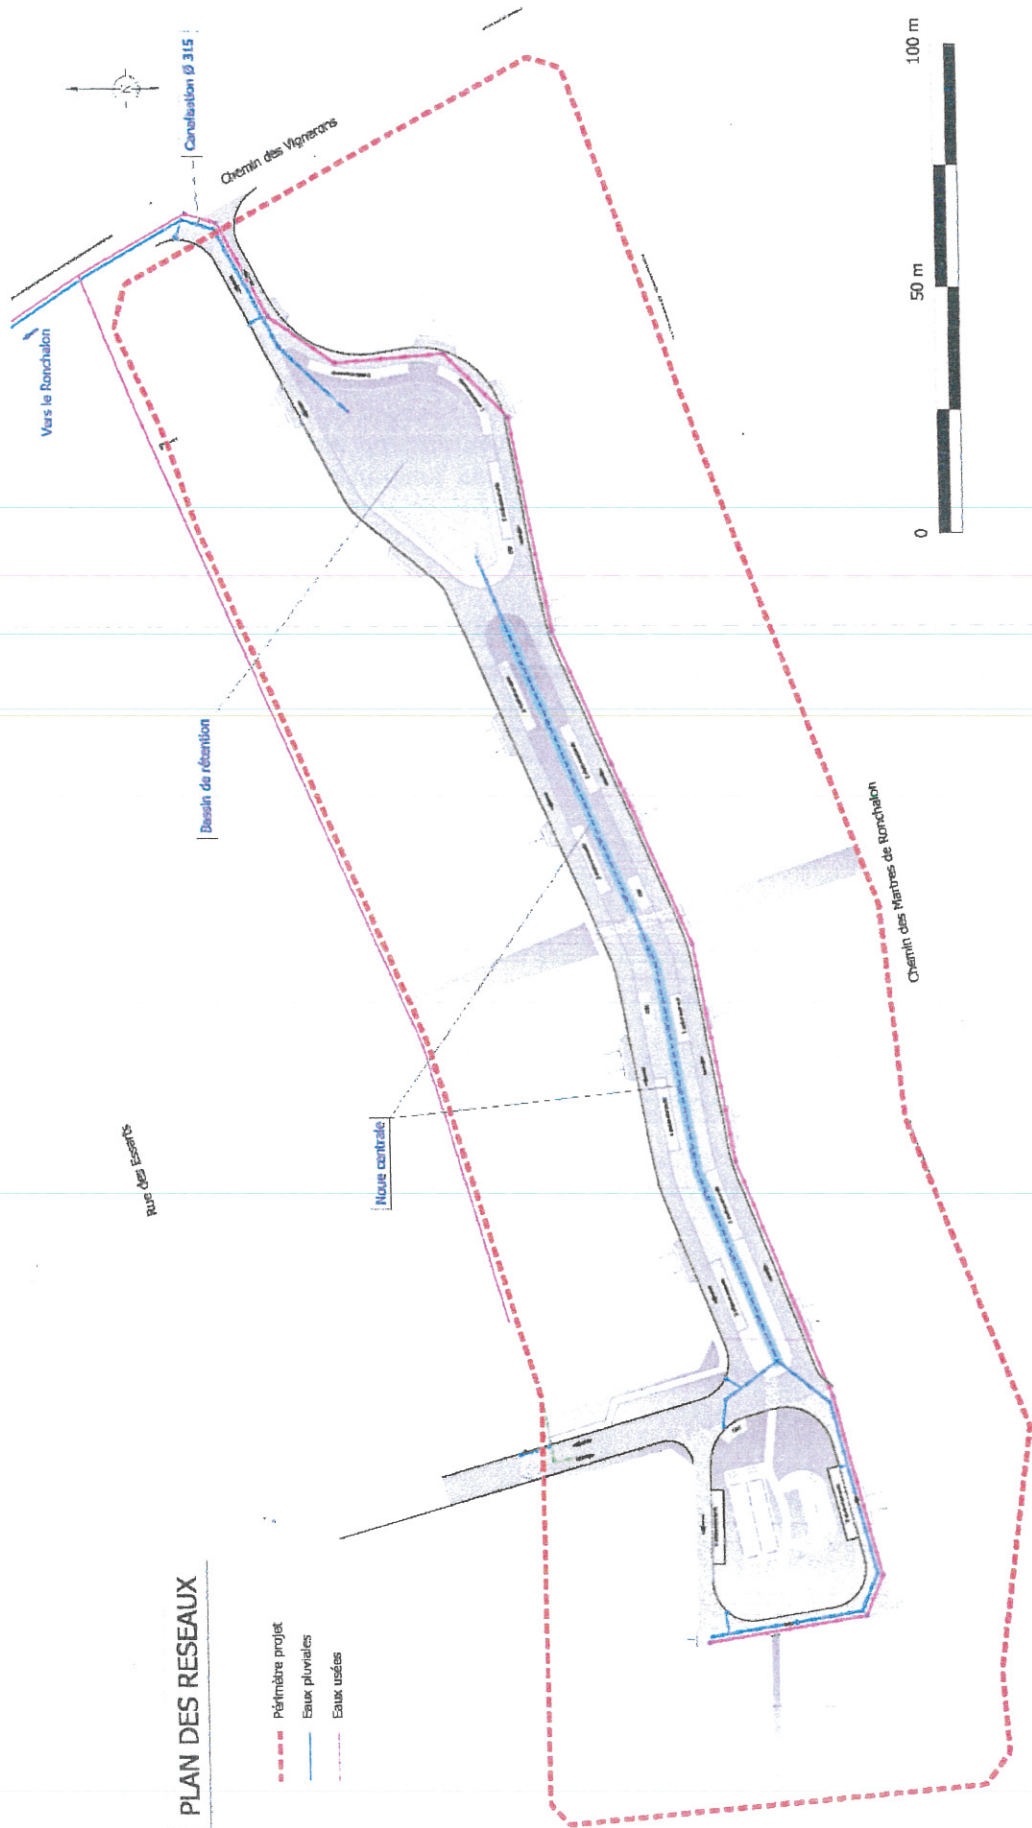 PLAN DES RESEAUX
Périmètre projet
Eaux pluviales
Eaux usées
Rue des Essarts
Noue centrale
Bassin de rétention
Vers le Ronchalon
Canalisation Ø 315
N
Chemin des Vignerons
Chemin des Martres de Ronchalon
0
50 m
100 m